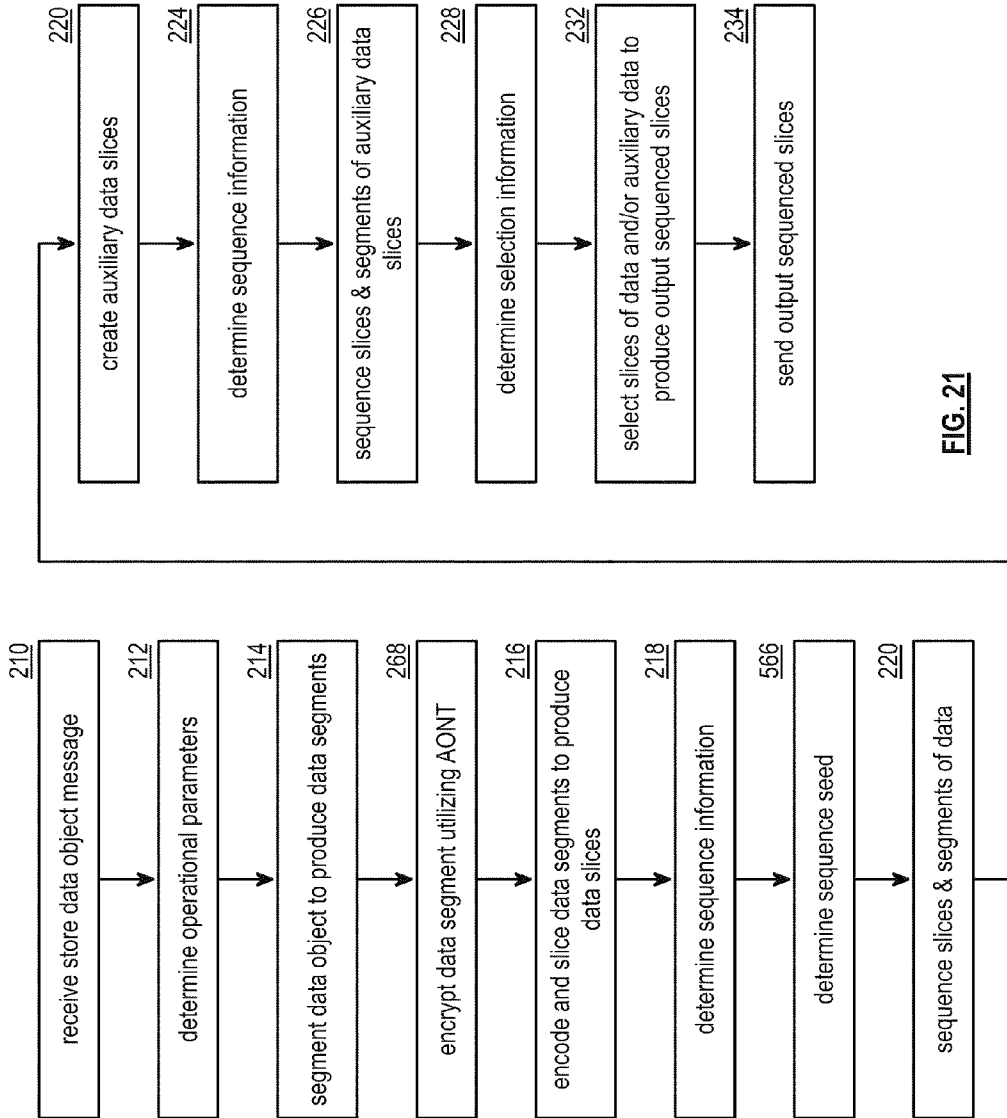 210
receive store data object message
212
determine operational parameters
214
segment data object to produce data segments
268
encrypt data segment utilizing AONT
216
encode and slice data segments to produce
data slices
218
determine sequence information
566
determine sequence seed
220
sequence slices & segments of data
220
create auxiliary data slices
224
determine sequence information
226
sequence slices & segments of auxiliary data
slices
228
determine selection information
232
select slices of data and/or auxiliary data to
produce output sequenced slices
234
send output sequenced slices
FIG. 21